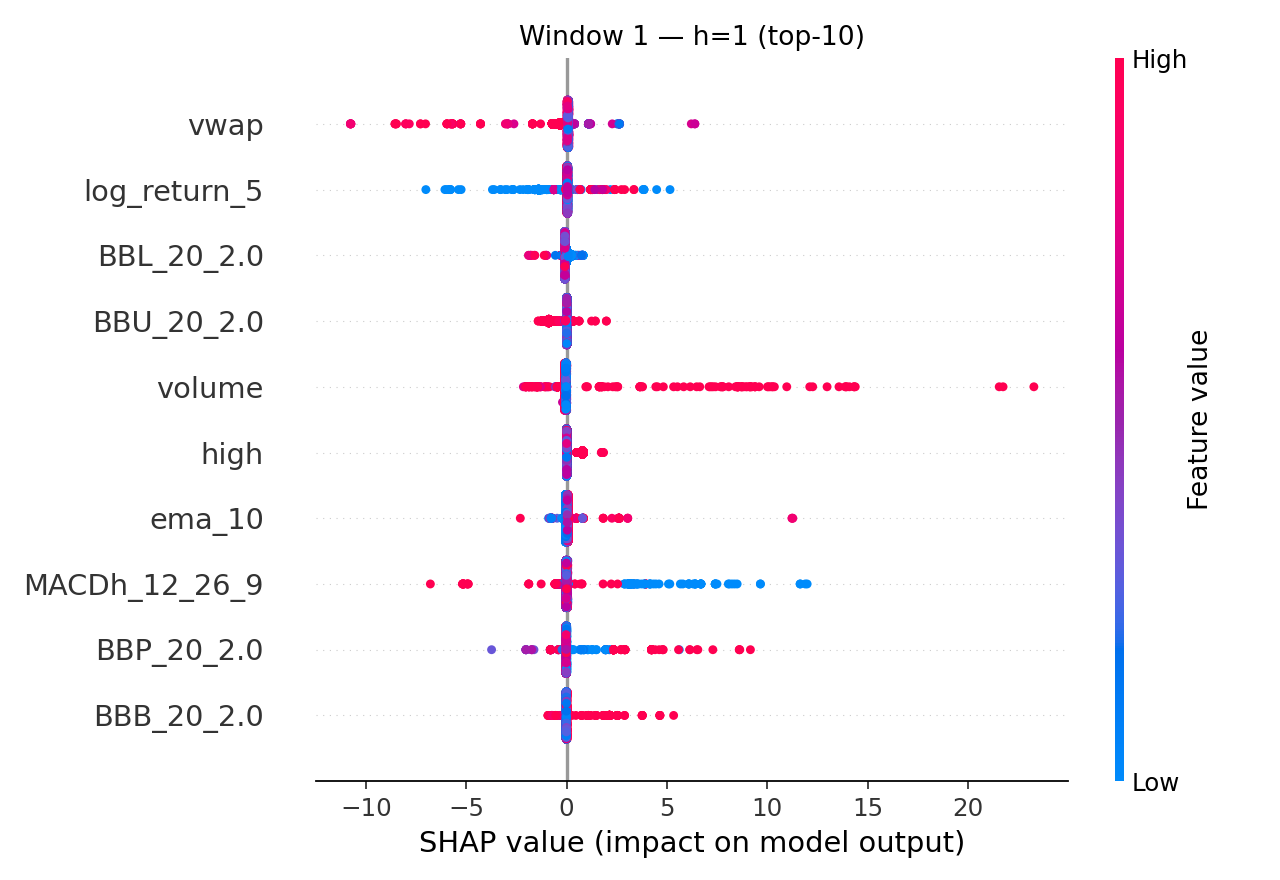 Window 1 — h=1 (top-10)
High
vwap
log_return_5
BBL_20_2.0
BBU_20_2.0
volume
high
ema_10
MACDh_12_26_9
BBP_20_2.0
BBB_20_2.0
Feature value
Low
−10 −5 0 5 10 15 20
SHAP value (impact on model output)